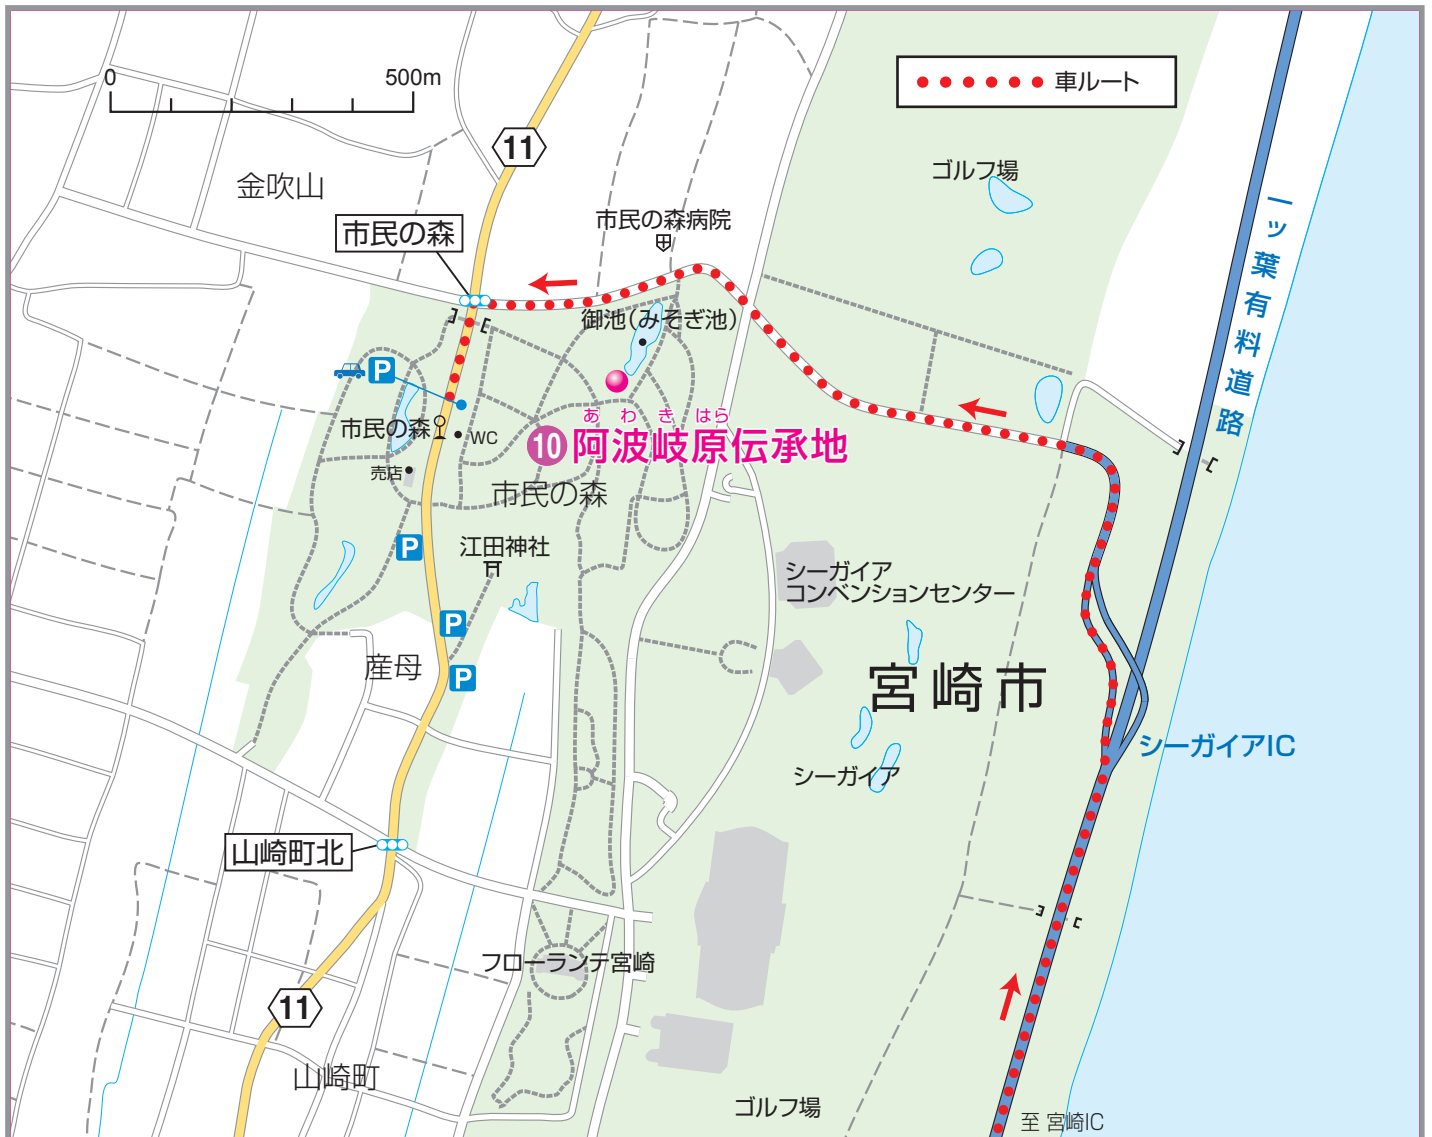 0 500m
車ルート
11
ゴルフ場
金吹山
市民の森病院
市民の森
一ッ葉有料道路
御池(みそぎ池)
P
あわきはら
⑩阿波岐原伝承地
市民の森
WC
売店
市民の森
江田神社
P
シーガイア
コンベンションセンター
P
産母
P
宮崎市
シーガイアIC
シーガイア
山崎町北
フローランテ宮崎
11
山崎町
ゴルフ場
至 宮崎IC